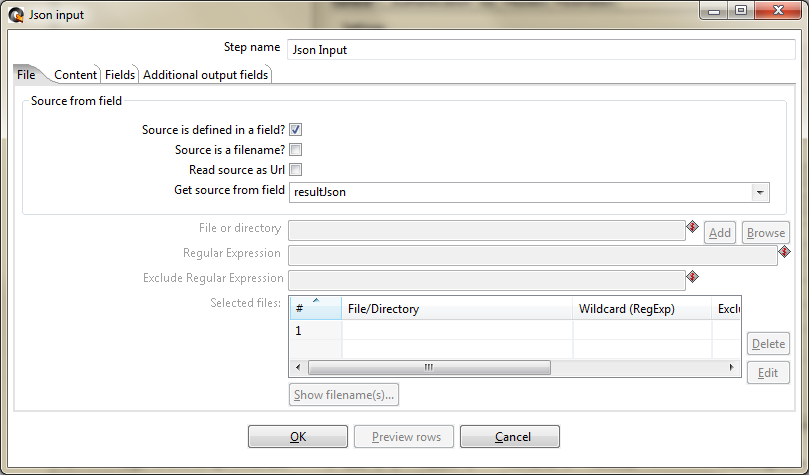 Json input
Step name Json Input
File Content Fields Additional output fields
Source from field
Source is defined in a field?
Source is a filename?
Read source as Url
Get source from field resultJson
File or directory Add Browse
Regular Expression
Exclude Regular Expression
Selected files:
# File/Directory Wildcard (RegExp) Exclu
1
Delete
Edit
Show filename(s)...
OK Preview rows Cancel